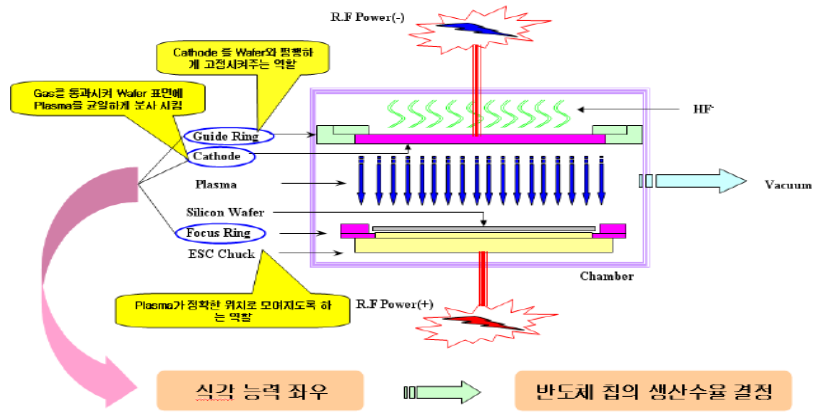 R.F Power(-)
Cathode 를 Wafer와 평행하
게 고정시켜주는 역할
Gas를 통과시켜 Wafer 표면에
Plasma를 균일하게 분사 시킴
HF
Guide Ring
Cathode
Plasma
Vacuum
Silicon Wafer
Focus Ring
ESC Chuck
Chamber
Plasma가 정확한 위치로 모여지도록 하
는 역할
R.F Power(+)
식각 능력 좌우
반도체 칩의 생산수율 결정